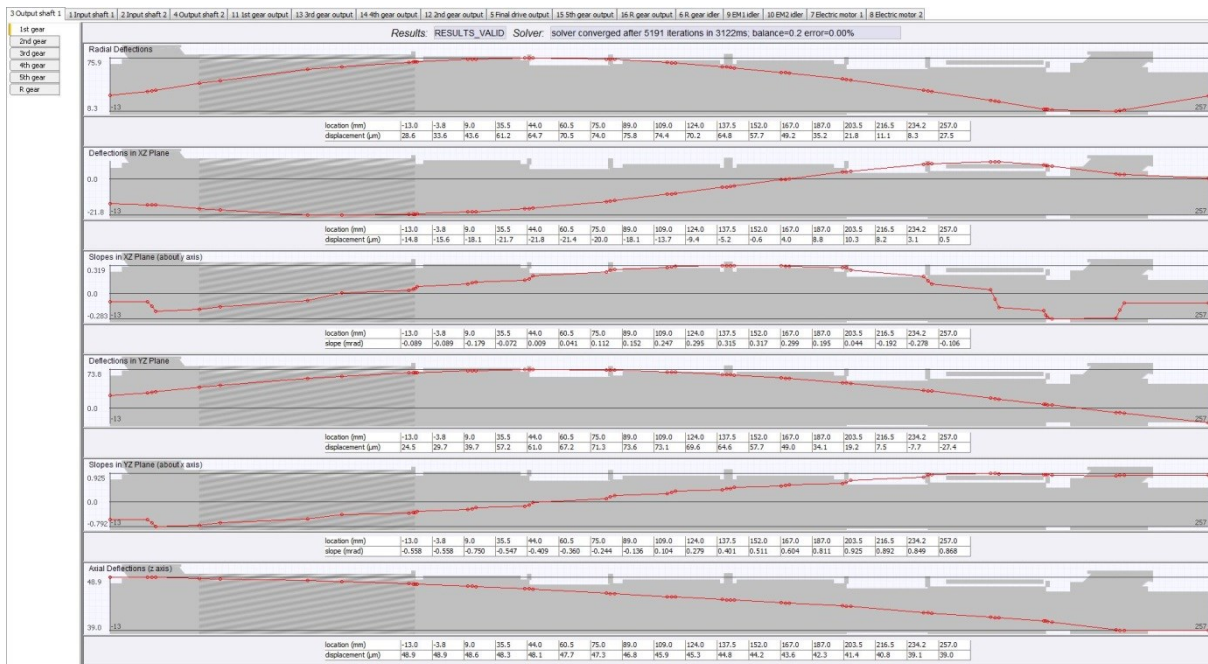 3 Output shaft 1 1 Input shaft 1 2 Input shaft 2 4 Output shaft 2 11 1st gear output 13 3rd gear output 14 4th gear output 12 2nd gear output 5 Final drive output 15 5th gear output 16 R gear output 6 R gear idler 9 EM1 idler 10 EM2 idler 7 Electric motor 1 8 Electric motor 2
1st gear
2nd gear
3rd gear
4th gear
5th gear
R gear
Results: RESULTS_VALID Solver: solver converged after 5191 iterations in 3122ms; balance=0.2 error=0.00%
Radial Deflections
75.9
8.3 -13 257
location (mm) -13.0 -3.8 9.0 35.5 44.0 60.5 75.0 89.0 109.0 124.0 137.5 152.0 167.0 187.0 203.5 216.5 234.2 257.0
displacement (µm) 28.6 33.6 43.6 61.2 64.7 70.5 74.0 75.8 74.4 70.2 64.8 57.7 49.2 35.2 21.8 11.1 8.3 27.5
Deflections in XZ Plane
0.0
-21.8 -13 257
location (mm) -13.0 -3.8 9.0 35.5 44.0 60.5 75.0 89.0 109.0 124.0 137.5 152.0 167.0 187.0 203.5 216.5 234.2 257.0
displacement (µm) -14.8 -15.6 -18.1 -21.7 -21.8 -21.4 -20.0 -18.1 -13.7 -9.4 -5.2 -0.6 4.0 8.8 10.3 8.2 3.1 0.5
Slopes in XZ Plane (about y axis)
0.319
0.0
-0.283 -13 257
location (mm) -13.0 -3.8 9.0 35.5 44.0 60.5 75.0 89.0 109.0 124.0 137.5 152.0 167.0 187.0 203.5 216.5 234.2 257.0
slope (mrad) -0.089 -0.089 -0.179 -0.072 0.009 0.041 0.112 0.152 0.247 0.295 0.315 0.317 0.299 0.195 0.044 -0.192 -0.278 -0.106
Deflections in YZ Plane
73.8
0.0
-13 257
location (mm) -13.0 -3.8 9.0 35.5 44.0 60.5 75.0 89.0 109.0 124.0 137.5 152.0 167.0 187.0 203.5 216.5 234.2 257.0
displacement (µm) 24.5 29.7 39.7 57.2 61.0 67.2 71.3 73.6 73.1 69.6 64.6 57.7 49.0 34.1 19.2 7.5 -7.7 -27.4
Slopes in YZ Plane (about x axis)
0.925
0.0
-0.792 -13 257
location (mm) -13.0 -3.8 9.0 35.5 44.0 60.5 75.0 89.0 109.0 124.0 137.5 152.0 167.0 187.0 203.5 216.5 234.2 257.0
slope (mrad) -0.558 -0.558 -0.750 -0.547 -0.409 -0.360 -0.244 -0.136 0.104 0.279 0.401 0.511 0.604 0.811 0.925 0.892 0.849 0.868
Axial Deflections (z axis)
48.9
39.0 -13 257
location (mm) -13.0 -3.8 9.0 35.5 44.0 60.5 75.0 89.0 109.0 124.0 137.5 152.0 167.0 187.0 203.5 216.5 234.2 257.0
displacement (µm) 48.9 48.9 48.6 48.3 48.1 47.7 47.3 46.8 45.9 45.3 44.8 44.2 43.6 42.3 41.4 40.8 39.1 39.0